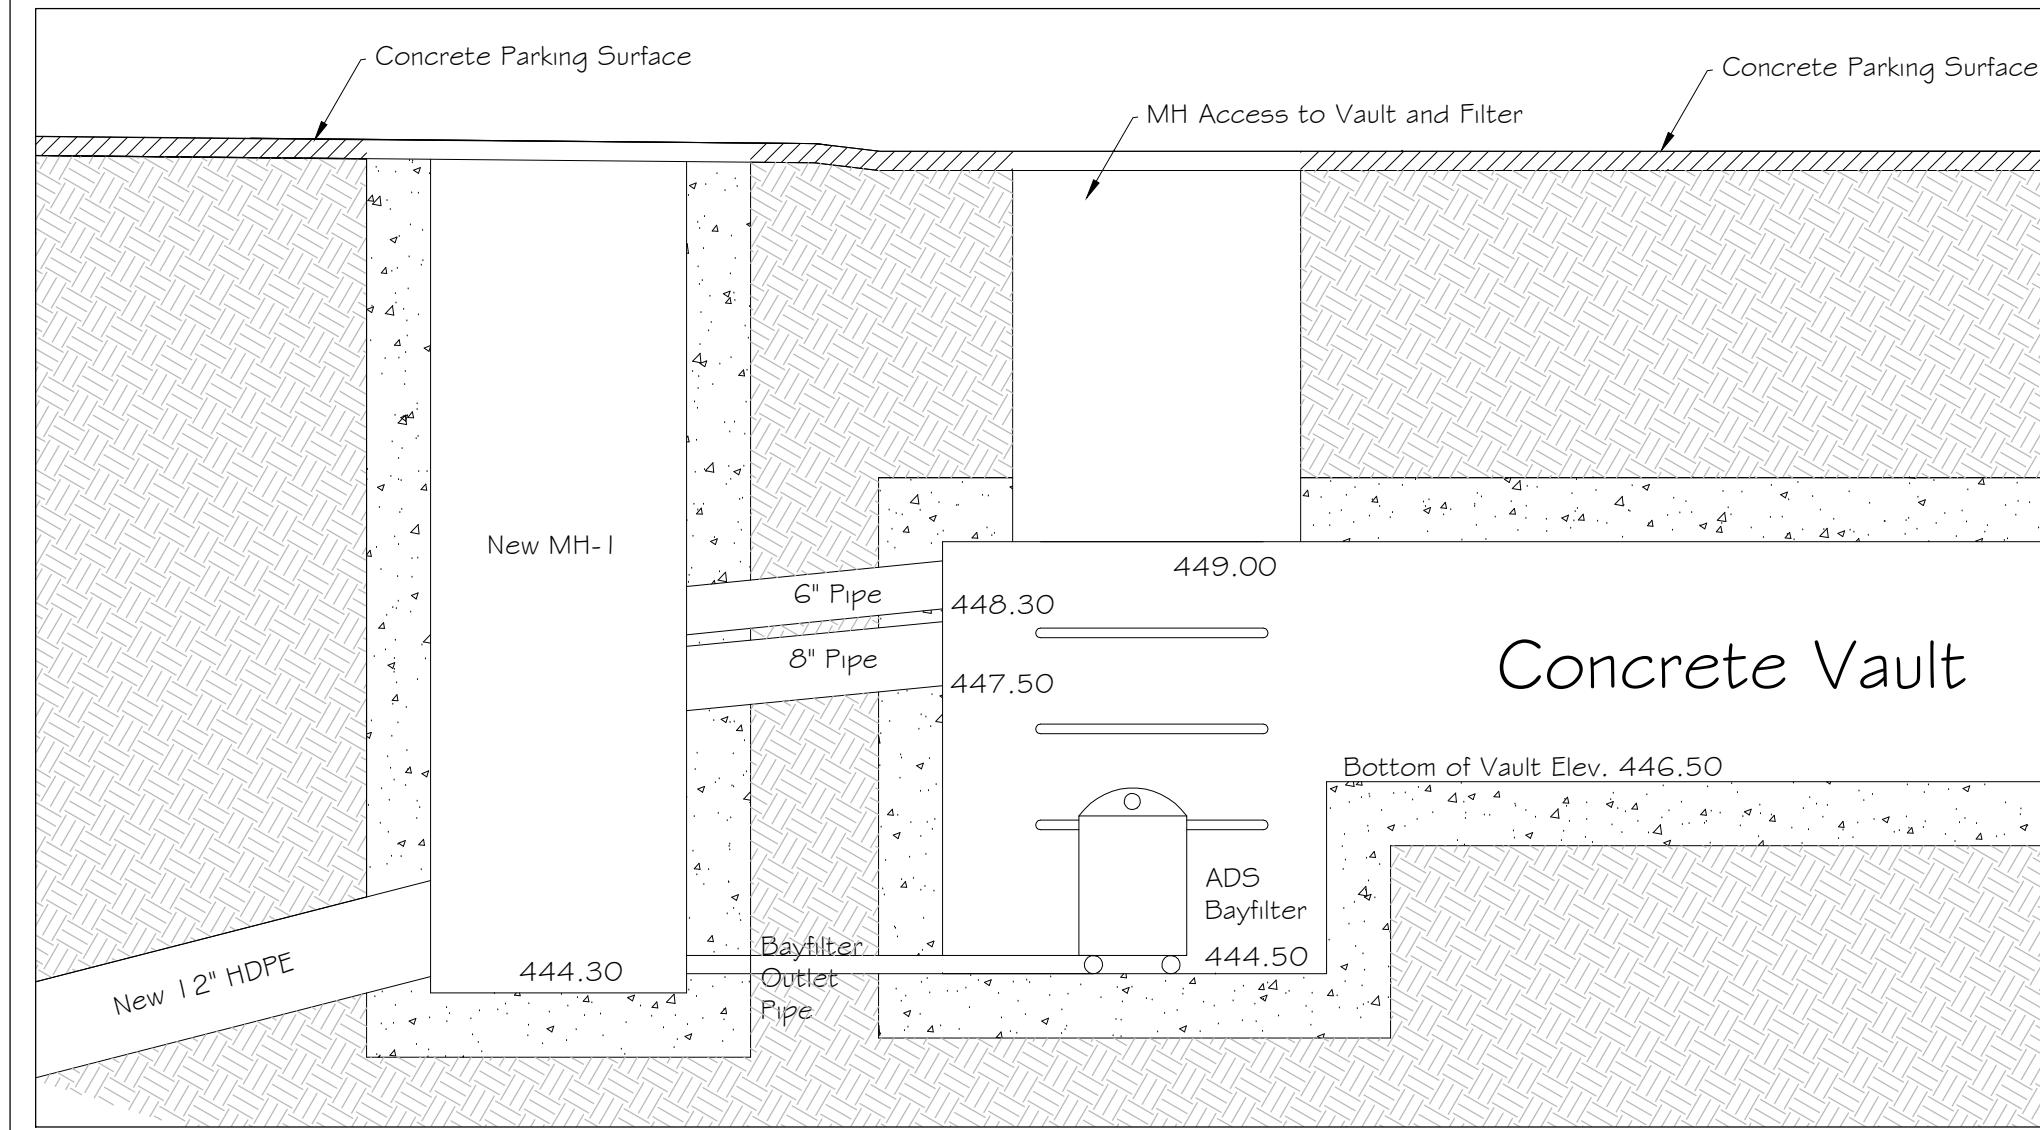 Concrete Parking Surface
Concrete Parking Surface
MH Access to Vault and Filter
New MH-1
6" Pipe
8" Pipe
449.00
448.30
447.50
Concrete Vault
Bottom of Vault Elev. 446.50
ADS
Bayfilter
444.50
Bayfilter
Outlet
Pipe
444.30
New 12" HDPE